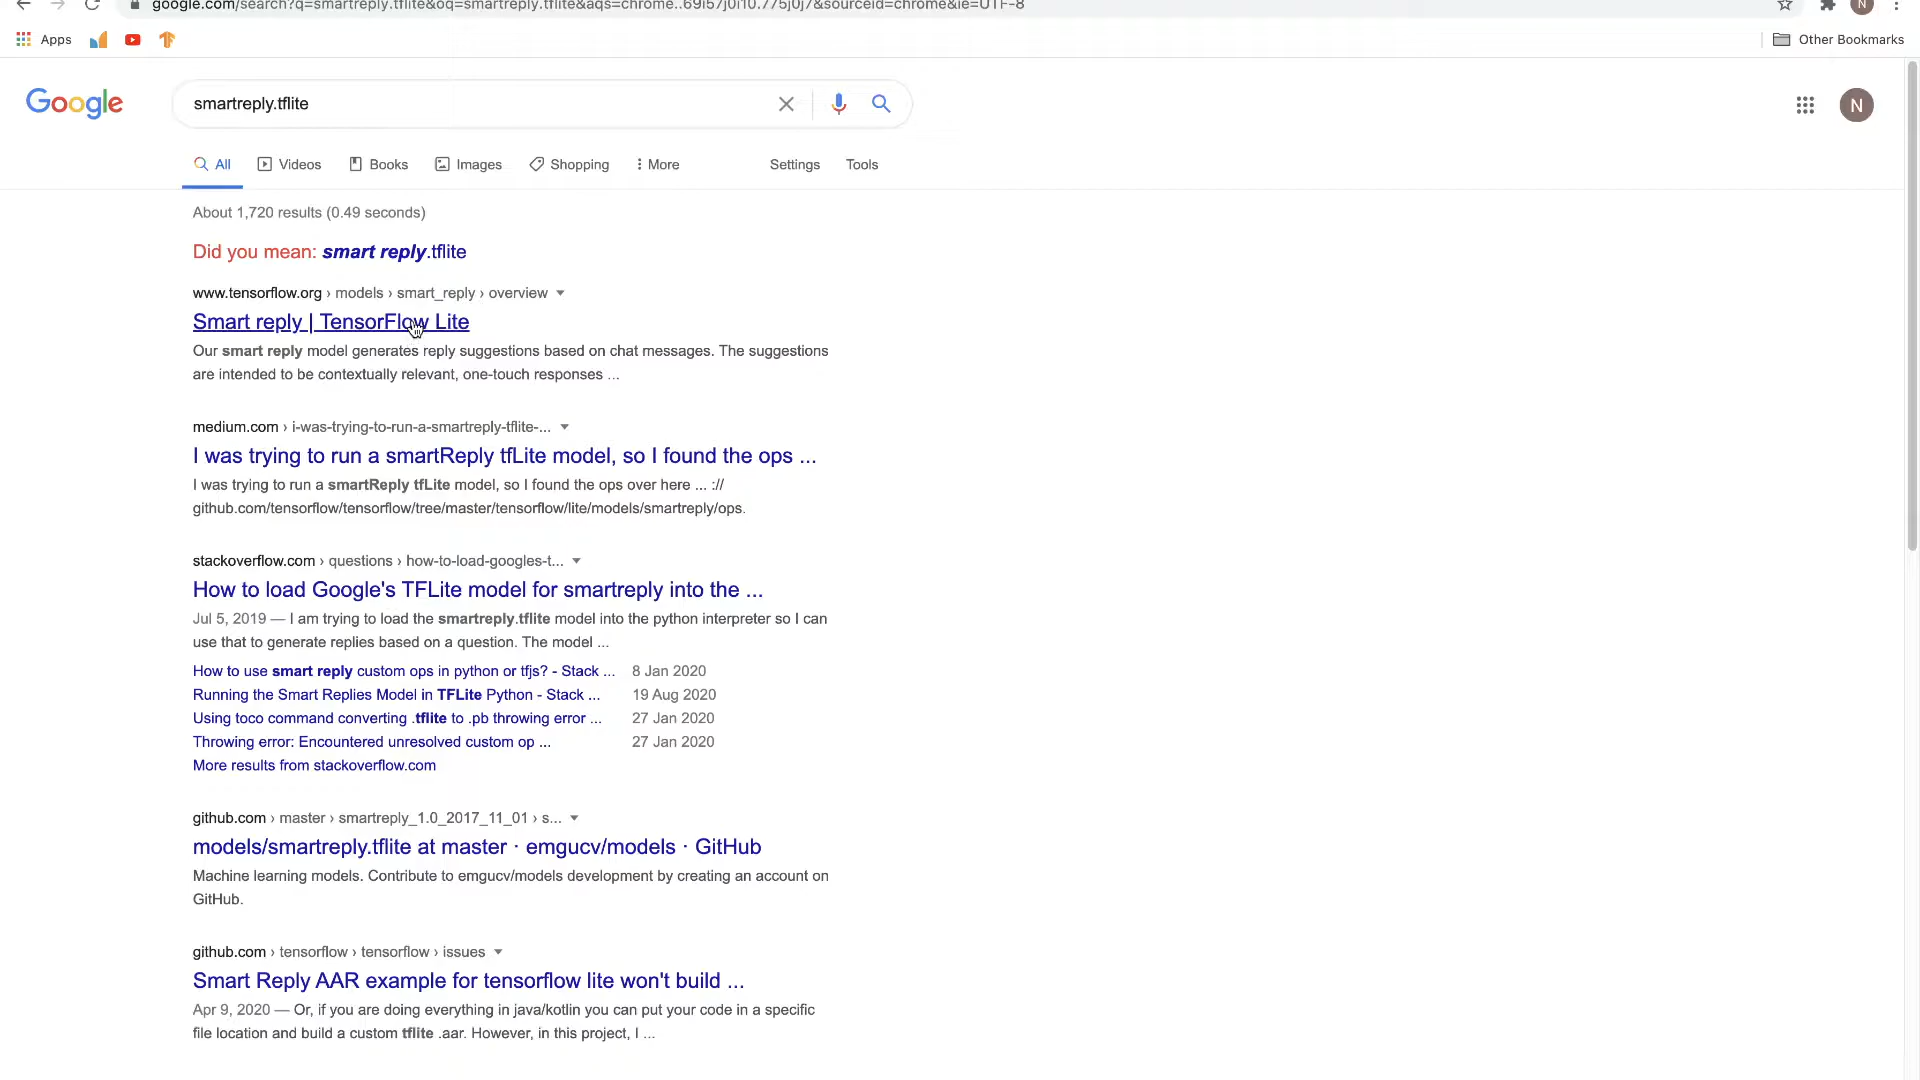 google.com/search?q=smartreply.tflite&oq=smartreply.tflite&aqs=chrome..69i57j0i10.775j0j7&sourceid=chrome&ie=UTF-8
N
Apps
Other Bookmarks
Google
smartreply.tflite
N
All Videos Books Images Shopping More Settings Tools
About 1,720 results (0.49 seconds)
Did you mean: smart reply.tflite
www.tensorflow.org › models › smart_reply › overview
Smart reply | TensorFlow Lite
Our smart reply model generates reply suggestions based on chat messages. The suggestions
are intended to be contextually relevant, one-touch responses ...
medium.com › i-was-trying-to-run-a-smartreply-tflite-...
I was trying to run a smartReply tfLite model, so I found the ops ...
I was trying to run a smartReply tfLite model, so I found the ops over here ... ://
github.com/tensorflow/tensorflow/tree/master/tensorflow/lite/models/smartreply/ops.
stackoverflow.com › questions › how-to-load-googles-t...
How to load Google's TFLite model for smartreply into the ...
Jul 5, 2019 — I am trying to load the smartreply.tflite model into the python interpreter so I can
use that to generate replies based on a question. The model ...
How to use smart reply custom ops in python or tfjs? - Stack ... 8 Jan 2020
Running the Smart Replies Model in TFLite Python - Stack ... 19 Aug 2020
Using toco command converting .tflite to .pb throwing error ... 27 Jan 2020
Throwing error: Encountered unresolved custom op ... 27 Jan 2020
More results from stackoverflow.com
github.com › master › smartreply_1.0_2017_11_01 › s...
models/smartreply.tflite at master · emgucv/models · GitHub
Machine learning models. Contribute to emgucv/models development by creating an account on
GitHub.
github.com › tensorflow › tensorflow › issues
Smart Reply AAR example for tensorflow lite won't build ...
Apr 9, 2020 — Or, if you are doing everything in java/kotlin you can put your code in a specific
file location and build a custom tflite .aar. However, in this project, I ...